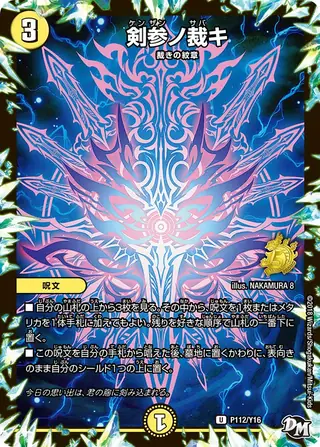 3
ケンザン サバ
剣参ノ裁キ
裁きの紋章
呪文
illus. NAKAMURA 8
■自分の山札の上から3枚を見る。その中から、呪文を1枚またはメタ
リカを1体手札に加えてもよい。残りを好きな順序で山札の一番下に
置く。
■この呪文を自分の手札から唱えた後、墓地に置くかわりに、表向き
のまま自分のシールド1つの上に置く。
今日の思い出は、君の胸に刻み込まれる。
1
U P112/Y16
DM